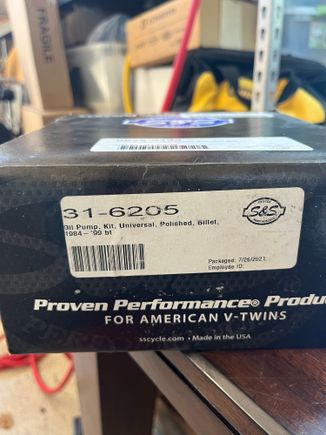 FRAGILE
31-6205
S&S
Oil Pump, Kit, Universal, Polished, Billet,
1984-'99 bt
Packaged: 7/26/2021
Employee ID:
Proven Performance® Produ
FOR AMERICAN V-TWINS
sscycle.com • Made in the USA